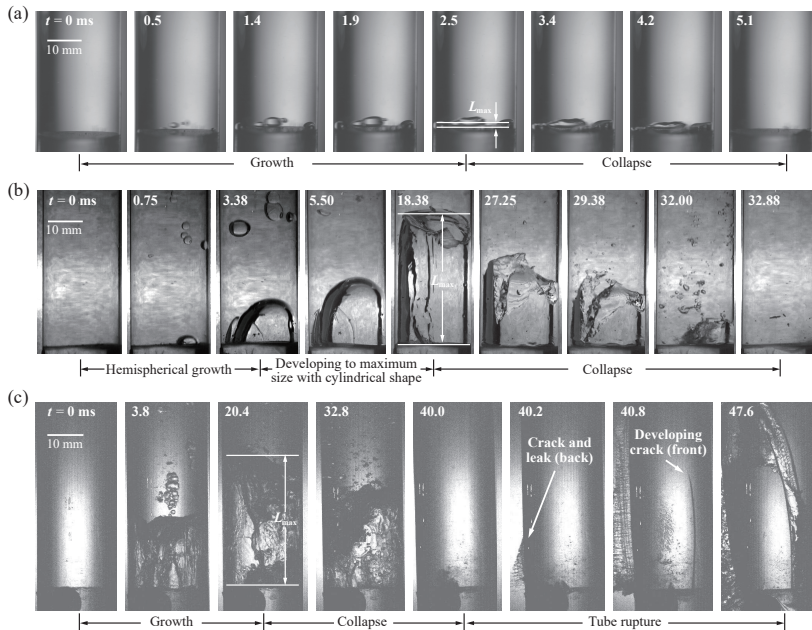 (a)
t = 0 ms
0.5
1.4
1.9
2.5
3.4
4.2
5.1
10 mm
Lmax
Growth
Collapse
(b)
t = 0 ms
0.75
3.38
5.50
18.38
27.25
29.38
32.00
32.88
10 mm
Lmax
Hemispherical growth
Developing to maximum
size with cylindrical shape
Collapse
(c)
t = 0 ms
3.8
20.4
32.8
40.0
40.2
40.8
47.6
10 mm
Lmax
Crack and
leak (back)
Developing
crack (front)
Growth
Collapse
Tube rupture